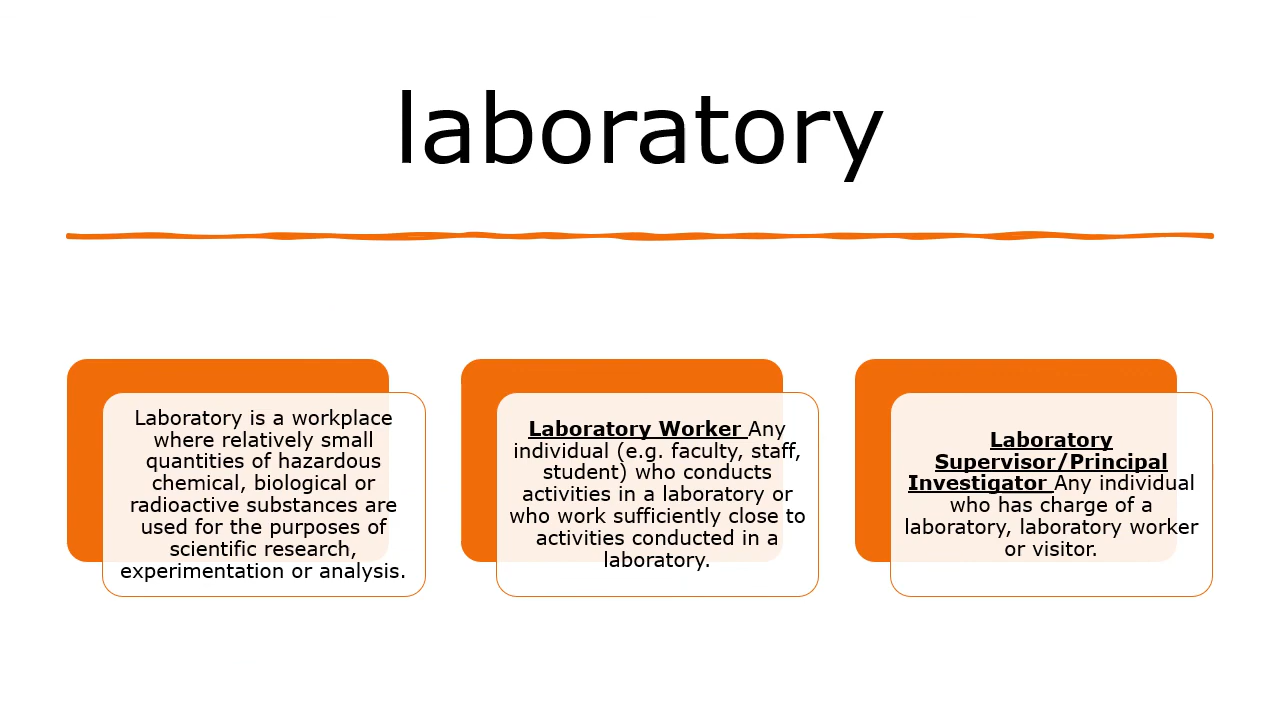 laboratory
Laboratory is a workplace
where relatively small
quantities of hazardous
chemical, biological or
radioactive substances are
used for the purposes of
scientific research,
experimentation or analysis.
Laboratory Worker Any
individual (e.g. faculty, staff,
student) who conducts
activities in a laboratory or
who work sufficiently close to
activities conducted in a
laboratory.
Laboratory
Supervisor/Principal
Investigator Any individual
who has charge of a
laboratory, laboratory worker
or visitor.